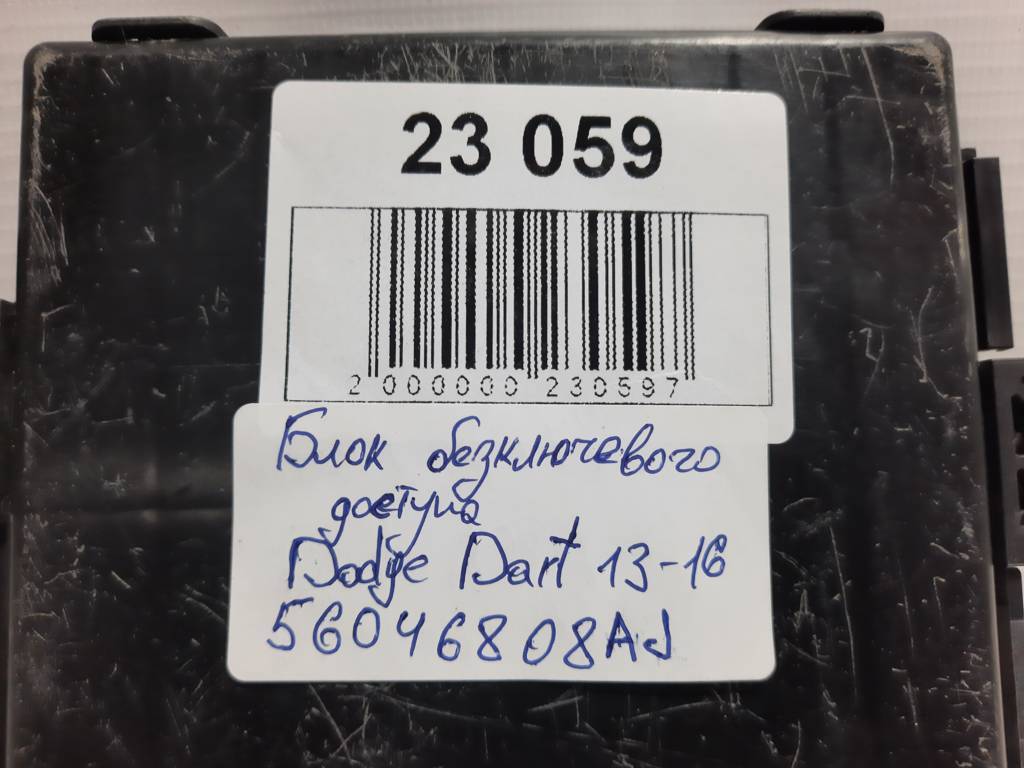 23 059
2 000000 230597
Блок безключевого
доступа
Dodge Dart 13-16
56046808AJ